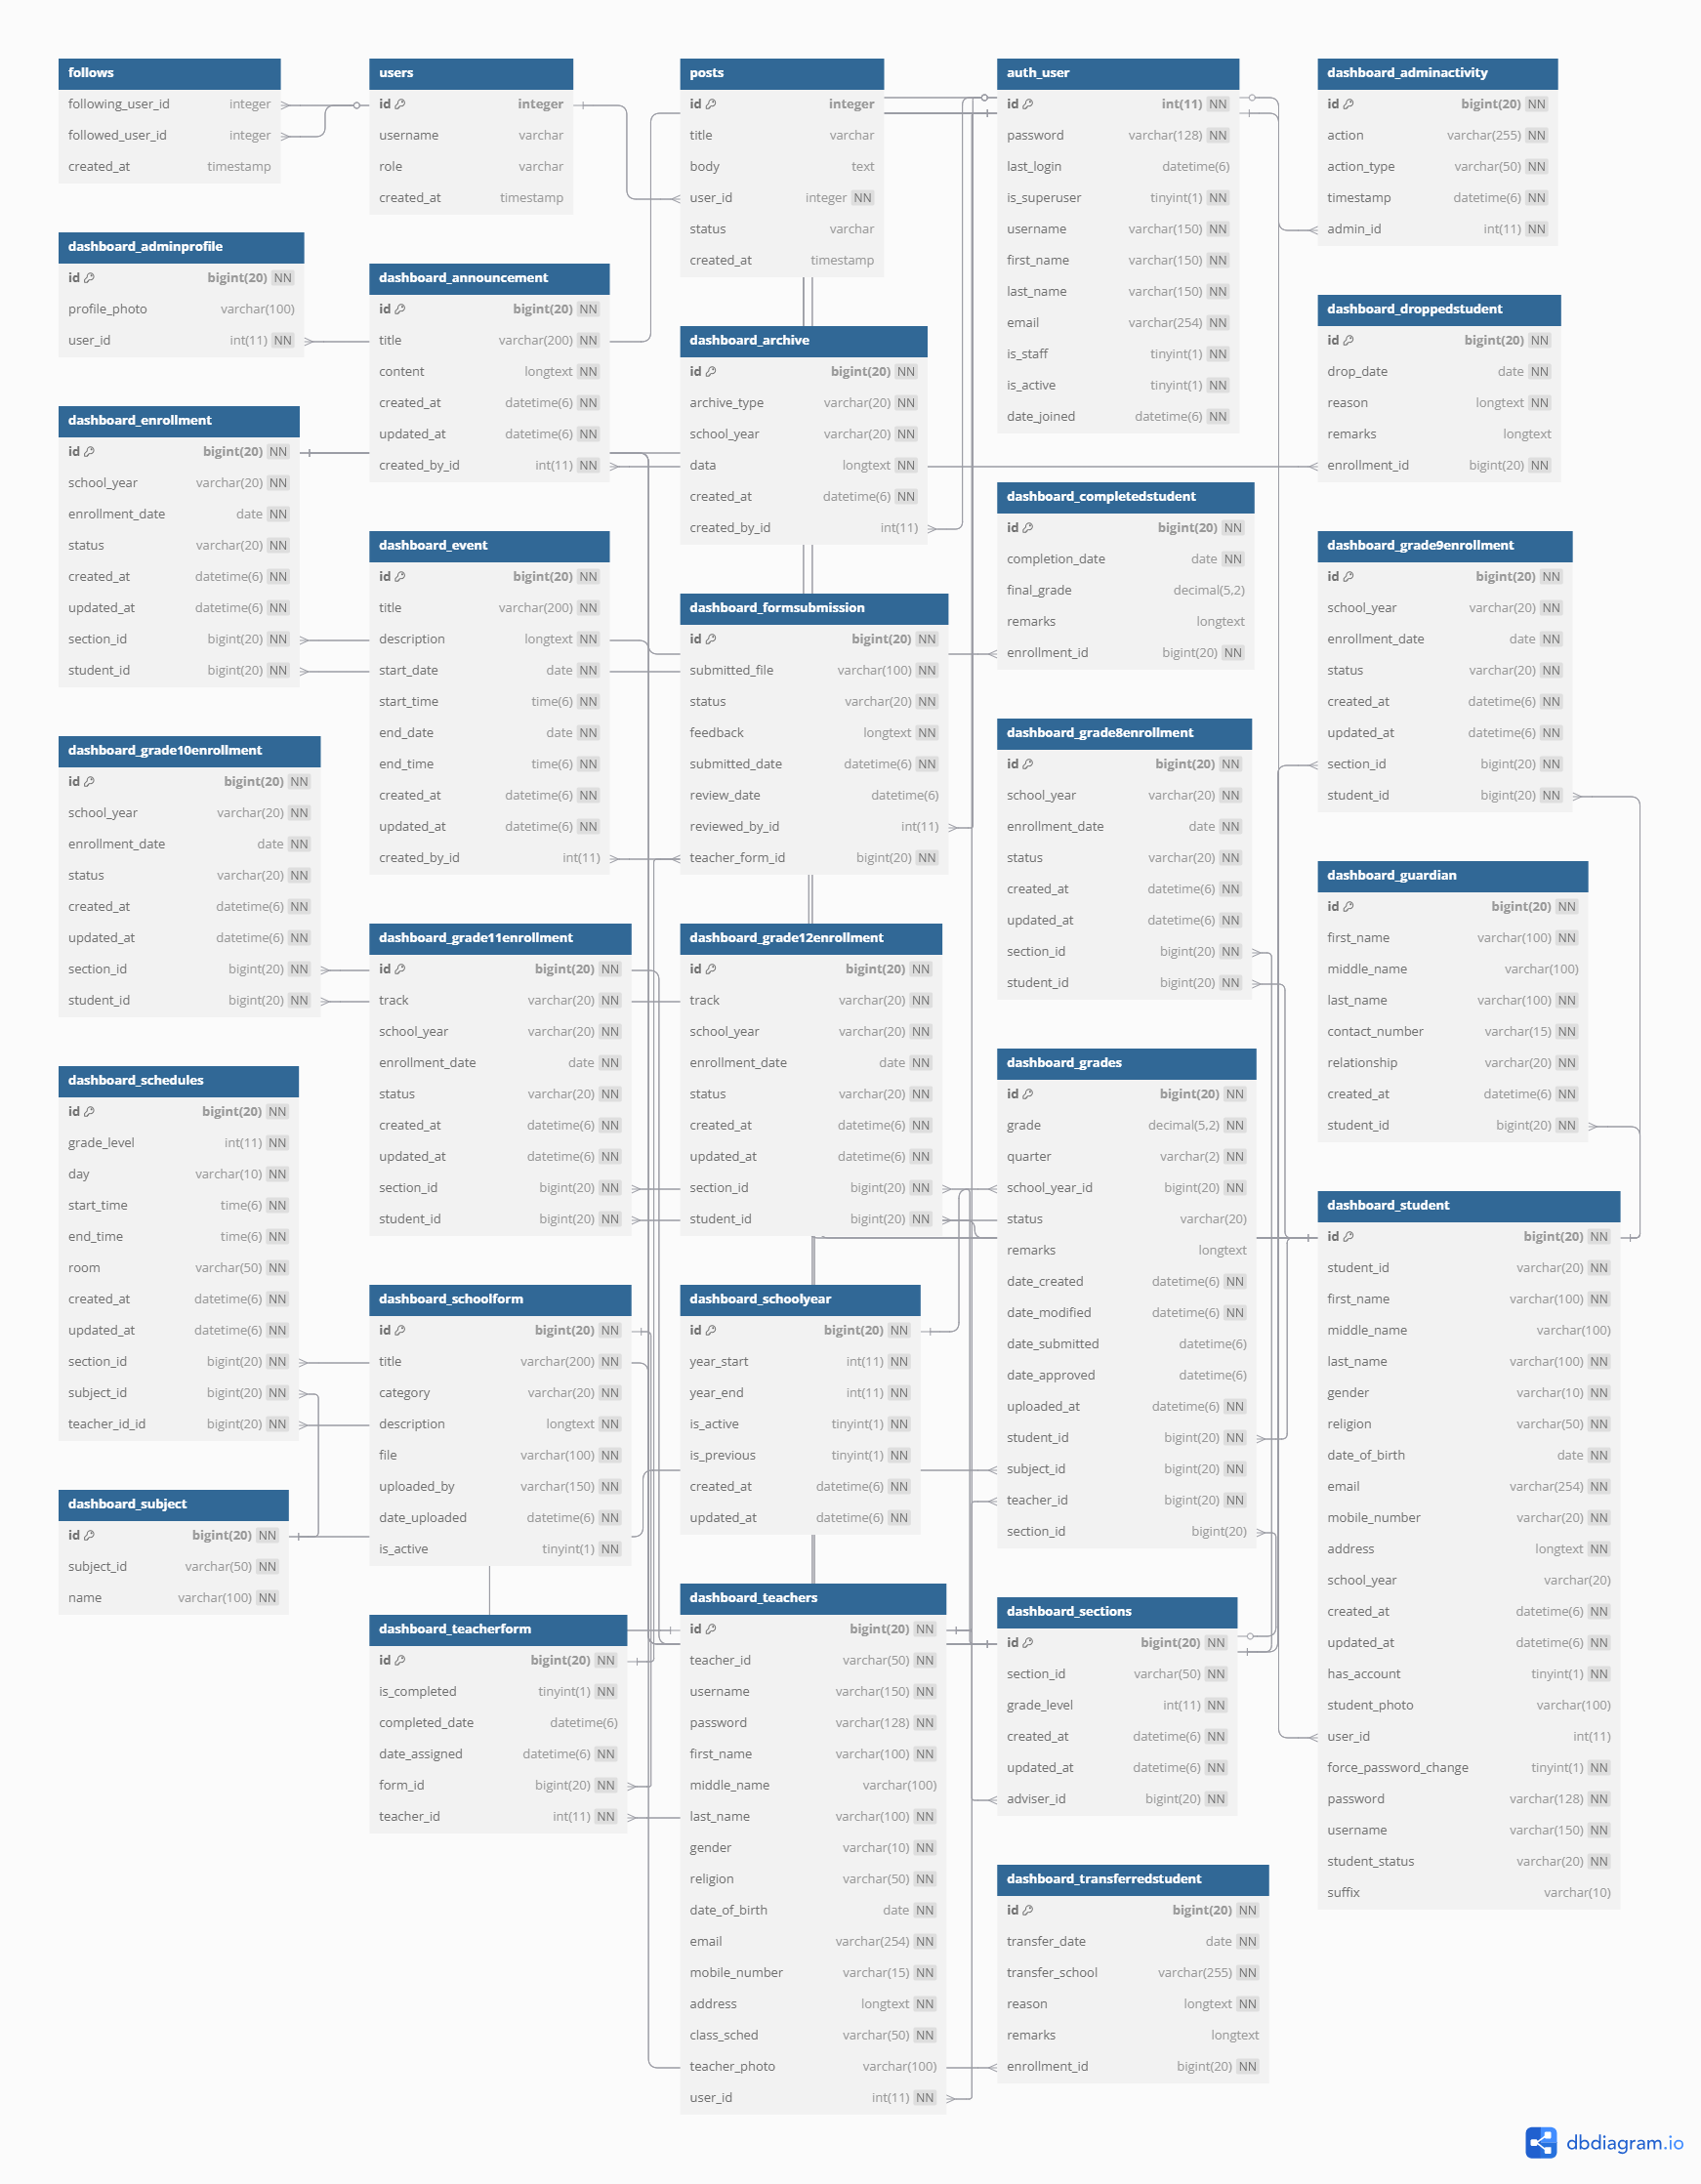 follows
following_user_id integer
followed_user_id integer
created_at timestamp
users
id integer
username varchar
role varchar
created_at timestamp
posts
id integer
title varchar
body text
user_id integer NN
status varchar
created_at timestamp
auth_user
id int(11) NN
password varchar(128) NN
last_login datetime(6)
is_superuser tinyint(1) NN
username varchar(150) NN
first_name varchar(150) NN
last_name varchar(150) NN
email varchar(254) NN
is_staff tinyint(1) NN
is_active tinyint(1) NN
date_joined datetime(6) NN
dashboard_adminactivity
id bigint(20) NN
action varchar(255) NN
action_type varchar(50) NN
timestamp datetime(6) NN
admin_id int(11) NN
dashboard_adminprofile
id bigint(20) NN
profile_photo varchar(100)
user_id int(11) NN
dashboard_announcement
id bigint(20) NN
title varchar(200) NN
content longtext NN
created_at datetime(6) NN
updated_at datetime(6) NN
created_by_id int(11) NN
dashboard_archive
id bigint(20) NN
archive_type varchar(20) NN
school_year varchar(20) NN
data longtext NN
created_at datetime(6) NN
created_by_id int(11)
dashboard_droppedstudent
id bigint(20) NN
drop_date date NN
reason longtext NN
remarks longtext
enrollment_id bigint(20) NN
dashboard_enrollment
id bigint(20) NN
school_year varchar(20) NN
enrollment_date date NN
status varchar(20) NN
created_at datetime(6) NN
updated_at datetime(6) NN
section_id bigint(20) NN
student_id bigint(20) NN
dashboard_event
id bigint(20) NN
title varchar(200) NN
description longtext NN
start_date date NN
start_time time(6) NN
end_date date NN
end_time time(6) NN
created_at datetime(6) NN
updated_at datetime(6) NN
created_by_id int(11)
dashboard_formsubmission
id bigint(20) NN
submitted_file varchar(100) NN
status varchar(20) NN
feedback longtext NN
submitted_date datetime(6) NN
review_date datetime(6)
reviewed_by_id int(11)
teacher_form_id bigint(20) NN
dashboard_completedstudent
id bigint(20) NN
completion_date date NN
final_grade decimal(5,2)
remarks longtext
enrollment_id bigint(20) NN
dashboard_grade9enrollment
id bigint(20) NN
school_year varchar(20) NN
enrollment_date date NN
status varchar(20) NN
created_at datetime(6) NN
updated_at datetime(6) NN
section_id bigint(20) NN
student_id bigint(20) NN
dashboard_grade10enrollment
id bigint(20) NN
school_year varchar(20) NN
enrollment_date date NN
status varchar(20) NN
created_at datetime(6) NN
updated_at datetime(6) NN
section_id bigint(20) NN
student_id bigint(20) NN
dashboard_grade8enrollment
id bigint(20) NN
school_year varchar(20) NN
enrollment_date date NN
status varchar(20) NN
created_at datetime(6) NN
updated_at datetime(6) NN
section_id bigint(20) NN
student_id bigint(20) NN
dashboard_guardian
id bigint(20) NN
first_name varchar(100) NN
middle_name varchar(100)
last_name varchar(100) NN
contact_number varchar(15) NN
relationship varchar(20) NN
created_at datetime(6) NN
student_id bigint(20) NN
dashboard_grade11enrollment
id bigint(20) NN
track varchar(20) NN
school_year varchar(20) NN
enrollment_date date NN
status varchar(20) NN
created_at datetime(6) NN
updated_at datetime(6) NN
section_id bigint(20) NN
student_id bigint(20) NN
dashboard_grade12enrollment
id bigint(20) NN
track varchar(20) NN
school_year varchar(20) NN
enrollment_date date NN
status varchar(20) NN
created_at datetime(6) NN
updated_at datetime(6) NN
section_id bigint(20) NN
student_id bigint(20) NN
dashboard_grades
id bigint(20) NN
grade decimal(5,2) NN
quarter varchar(2) NN
school_year_id bigint(20) NN
status varchar(20)
remarks longtext
date_created datetime(6) NN
date_modified datetime(6) NN
date_submitted datetime(6)
date_approved datetime(6)
uploaded_at datetime(6) NN
student_id bigint(20) NN
subject_id bigint(20) NN
teacher_id bigint(20) NN
section_id bigint(20)
dashboard_schedules
id bigint(20) NN
grade_level int(11) NN
day varchar(10) NN
start_time time(6) NN
end_time time(6) NN
room varchar(50) NN
created_at datetime(6) NN
updated_at datetime(6) NN
section_id bigint(20) NN
subject_id bigint(20) NN
teacher_id_id bigint(20) NN
dashboard_student
id bigint(20) NN
student_id varchar(20) NN
first_name varchar(100) NN
middle_name varchar(100)
last_name varchar(100) NN
gender varchar(10) NN
religion varchar(50) NN
date_of_birth date NN
email varchar(254) NN
mobile_number varchar(20) NN
address longtext NN
school_year varchar(20)
created_at datetime(6) NN
updated_at datetime(6) NN
has_account tinyint(1) NN
student_photo varchar(100)
user_id int(11)
force_password_change tinyint(1) NN
password varchar(128) NN
username varchar(150) NN
student_status varchar(20) NN
suffix varchar(10)
dashboard_schoolform
id bigint(20) NN
title varchar(200) NN
category varchar(20) NN
description longtext NN
file varchar(100) NN
uploaded_by varchar(150) NN
date_uploaded datetime(6) NN
is_active tinyint(1) NN
dashboard_schoolyear
id bigint(20) NN
year_start int(11) NN
year_end int(11) NN
is_active tinyint(1) NN
is_previous tinyint(1) NN
created_at datetime(6) NN
updated_at datetime(6) NN
dashboard_subject
id bigint(20) NN
subject_id varchar(50) NN
name varchar(100) NN
dashboard_teacherform
id bigint(20) NN
is_completed tinyint(1) NN
completed_date datetime(6)
date_assigned datetime(6) NN
form_id bigint(20) NN
teacher_id int(11) NN
dashboard_teachers
id bigint(20) NN
teacher_id varchar(50) NN
username varchar(150) NN
password varchar(128) NN
first_name varchar(100) NN
middle_name varchar(100)
last_name varchar(100) NN
gender varchar(10) NN
religion varchar(50) NN
date_of_birth date NN
email varchar(254) NN
mobile_number varchar(15) NN
address longtext NN
class_sched varchar(50) NN
teacher_photo varchar(100)
user_id int(11) NN
dashboard_sections
id bigint(20) NN
section_id varchar(50) NN
grade_level int(11) NN
created_at datetime(6) NN
updated_at datetime(6) NN
adviser_id bigint(20) NN
dashboard_transferredstudent
id bigint(20) NN
transfer_date date NN
transfer_school varchar(255) NN
reason longtext NN
remarks longtext
enrollment_id bigint(20) NN
dbdiagram.io